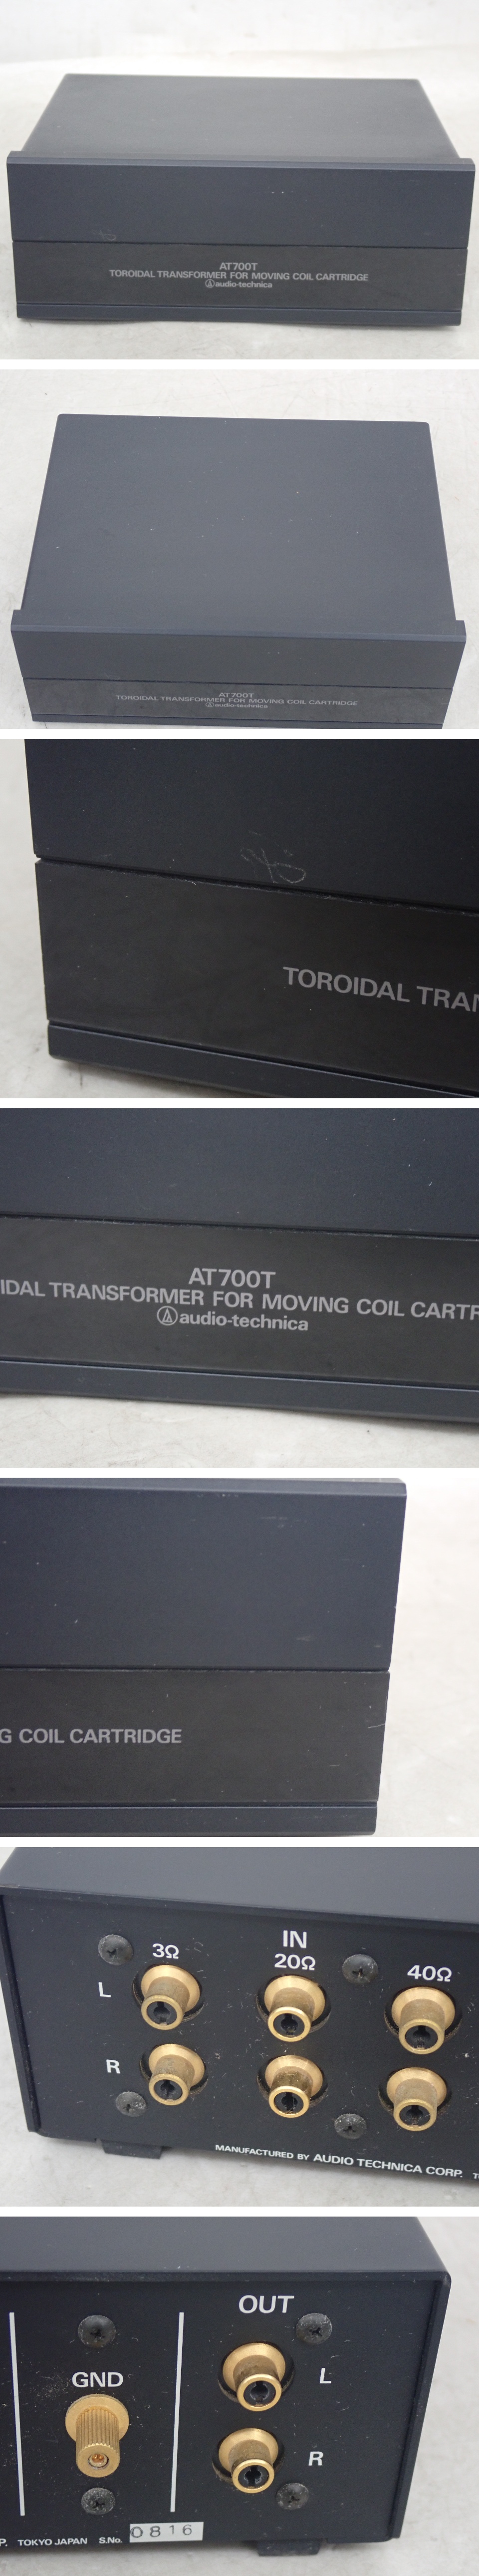 AT700T
TOROIDAL TRANSFORMER FOR MOVING COIL CARTRIDGE
audio-technica
AT700T
TOROIDAL TRANSFORMER FOR MOVING COIL CARTRIDGE
audio-technica
TOROIDAL TRAN
AT700T
IDAL TRANSFORMER FOR MOVING COIL CARTR
audio-technica
G COIL CARTRIDGE
IN
3Ω 20Ω 40Ω
L
R
MANUFACTURED BY AUDIO TECHNICA CORP. T
OUT
L
GND
R
P. TOKYO JAPAN S.No. 0816